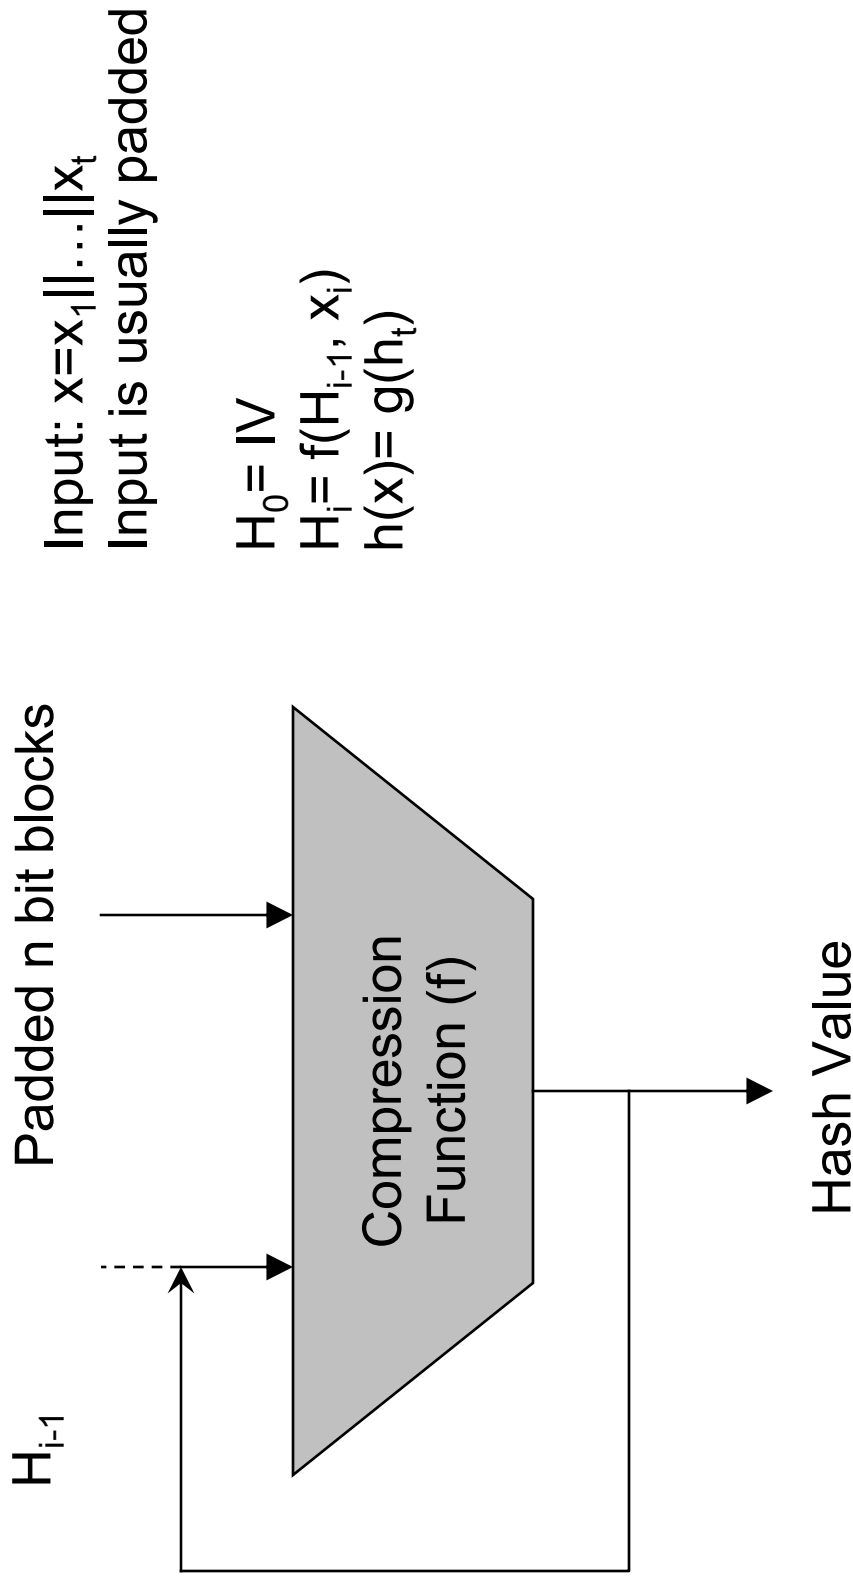 Input: x=x₁||…||xₜ
Input is usually padded
H₀= IV
Hᵢ= f(Hᵢ₋₁, xᵢ)
h(x)= g(hₜ)
Padded n bit blocks
Hᵢ₋₁
Compression
Function (f)
Hash Value